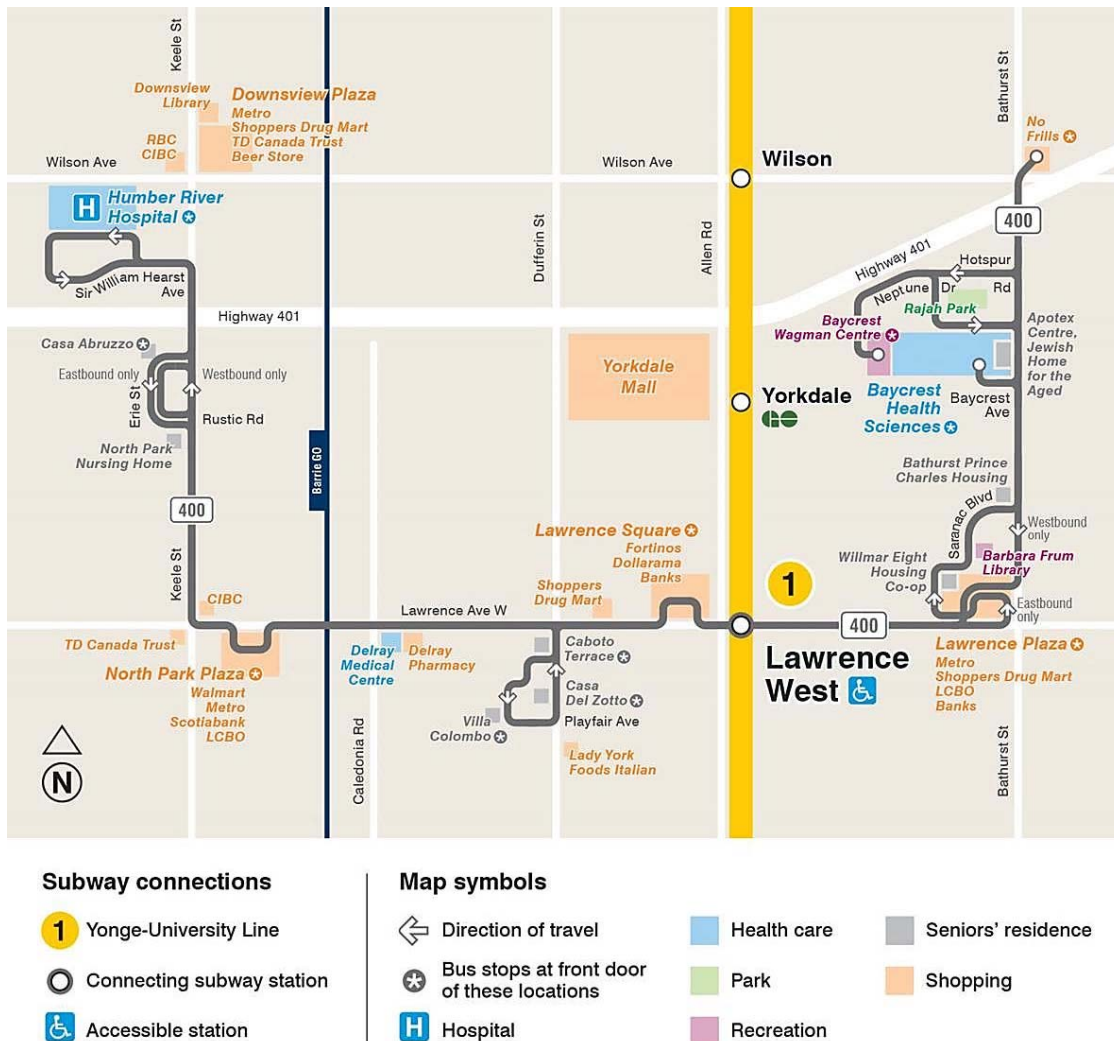 Keele St
Downsview
Library
Downsview Plaza
Metro
Shoppers Drug Mart
TD Canada Trust
Beer Store
RBC
CIBC
Wilson Ave
Wilson Ave
Wilson
Bathurst St
No
Frills
400
H
Humber River
Hospital
Sir William Hearst
Ave
Dufferin St
Allen Rd
Highway 401
Highway 401
Hotspur
Rd
Neptune Dr
Rajah Park
Baycrest
Wagman Centre
Apotex
Centre,
Jewish
Home
for the
Aged
Casa Abruzzo
Eastbound only
Westbound only
Erie St
Rustic Rd
North Park
Nursing Home
Yorkdale
Mall
Yorkdale
GO
Baycrest
Health
Sciences
Baycrest
Ave
Barrie GO
400
Bathurst Prince
Charles Housing
Saranac Blvd
Westbound
only
Barbara Frum
Library
Willmar Eight
Housing
Co-op
Eastbound
only
Lawrence Square
Fortinos
Dollarama
Banks
Shoppers
Drug Mart
1
Keele St
CIBC
Lawrence Ave W
400
TD Canada Trust
North Park Plaza
Walmart
Metro
Scotiabank
LCBO
Delray
Medical
Centre
Delray
Pharmacy
Caboto
Terrace
Casa
Del Zotto
Villa
Colombo
Playfair Ave
Lady York
Foods Italian
Caledonia Rd
Lawrence
West
Lawrence Plaza
Metro
Shoppers Drug Mart
LCBO
Banks
Bathurst St
N
Subway connections
1 Yonge-University Line
Connecting subway station
Accessible station
Map symbols
Direction of travel
Bus stops at front door
of these locations
H Hospital
Health care
Park
Recreation
Seniors' residence
Shopping